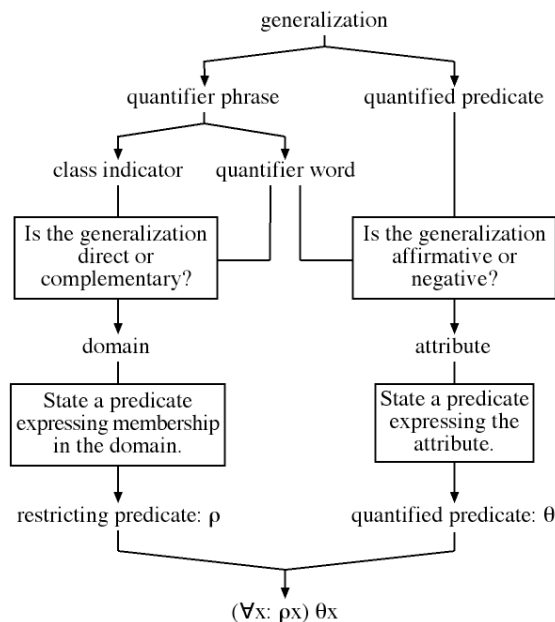 generalization
quantifier phrase
quantified predicate
class indicator
quantifier word
Is the generalization
direct or
complementary?
Is the generalization
affirmative or
negative?
domain
attribute
State a predicate
expressing membership
in the domain.
State a predicate
expressing the
attribute.
restricting predicate: ρ
quantified predicate: θ
(∀x: ρx) θx